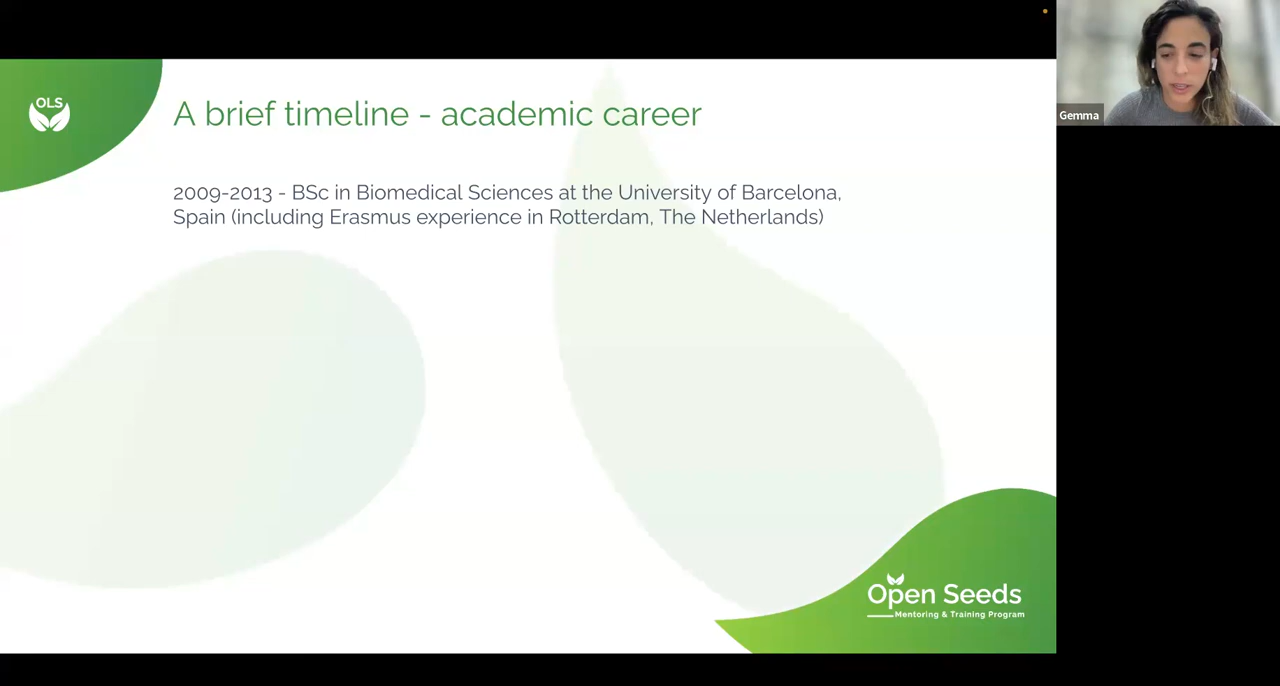 OLS
A brief timeline - academic career
2009-2013 - BSc in Biomedical Sciences at the University of Barcelona,
Spain (including Erasmus experience in Rotterdam, The Netherlands)
Open Seeds
Mentoring & Training Program
Gemma